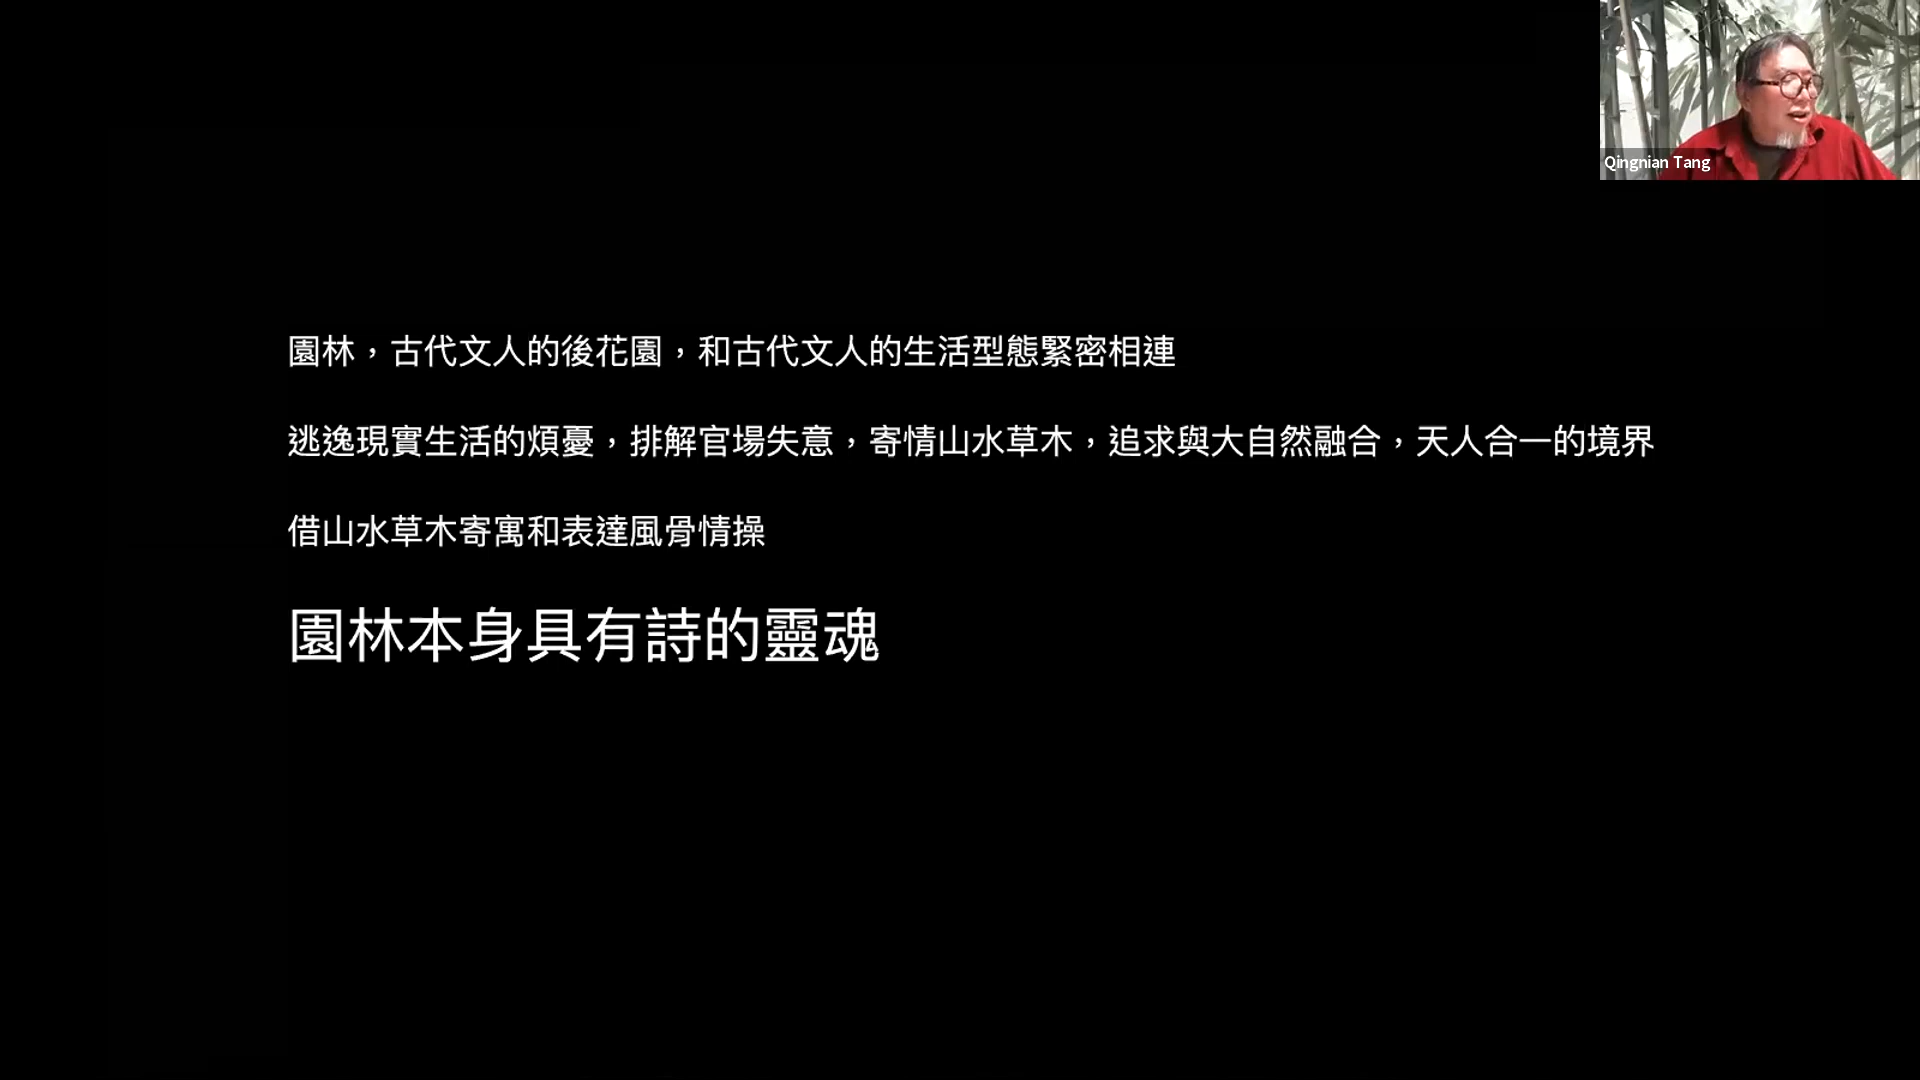 Qingnian Tang
園林，古代文人的後花園，和古代文人的生活型態緊密相連
逃逸現實生活的煩憂，排解官場失意，寄情山水草木，追求與大自然融合，天人合一的境界
借山水草木寄寓和表達風骨情操
園林本身具有詩的靈魂